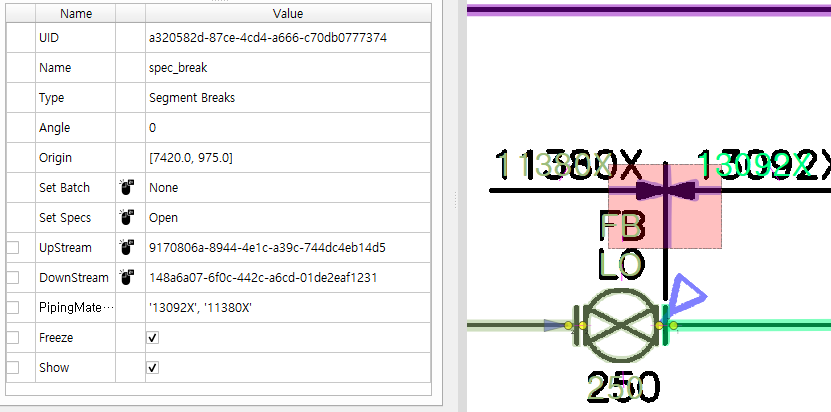 Name Value
UID a320582d-87ce-4cd4-a666-c70db0777374
Name spec_break
Type Segment Breaks
Angle 0
Origin [7420.0, 975.0]
Set Batch None
Set Specs Open
UpStream 9170806a-8944-4e1c-a39c-744dc4eb14d5
DownStream 148a6a07-6f0c-442c-a6cd-01de2eaf1231
PipingMate··· '13092X', '11380X'
Freeze
Show
11380X 13092X
FB
LO
250